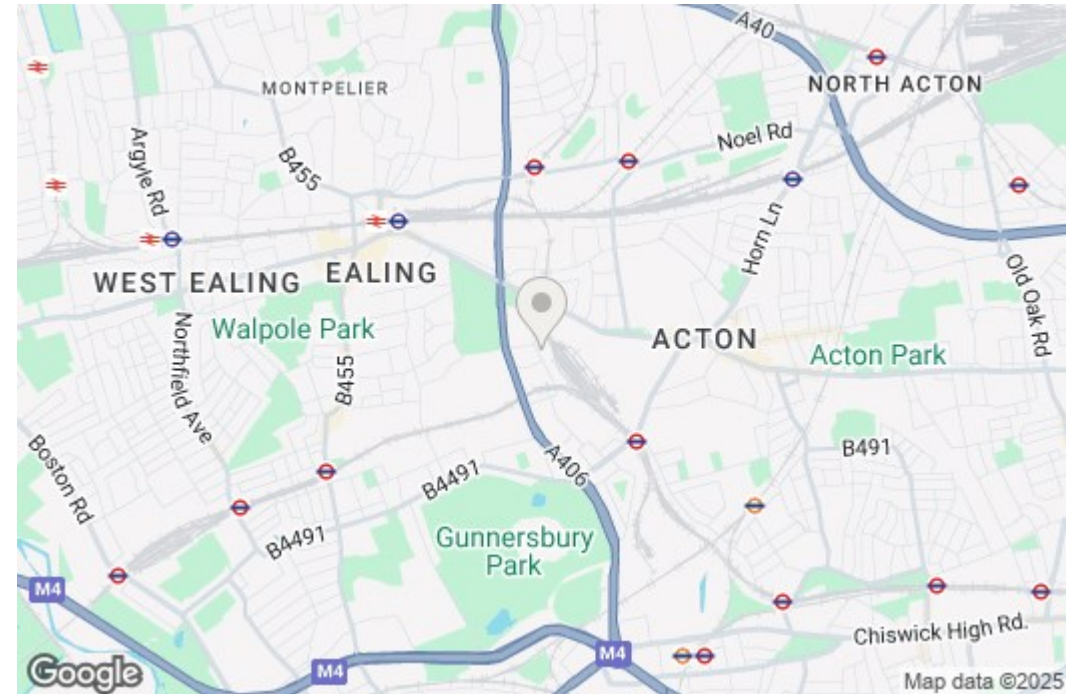 A40
NORTH ACTON
MONTPELIER
Argyle Rd
B455
Noel Rd
Horn Ln
Old Oak Rd
WEST EALING
EALING
Walpole Park
ACTON
Acton Park
Northfield Ave
B455
Boston Rd
B4491
A406
B491
B4491
Gunnersbury
Park
M4
M4
M4
Chiswick High Rd.
Google
Map data ©2025